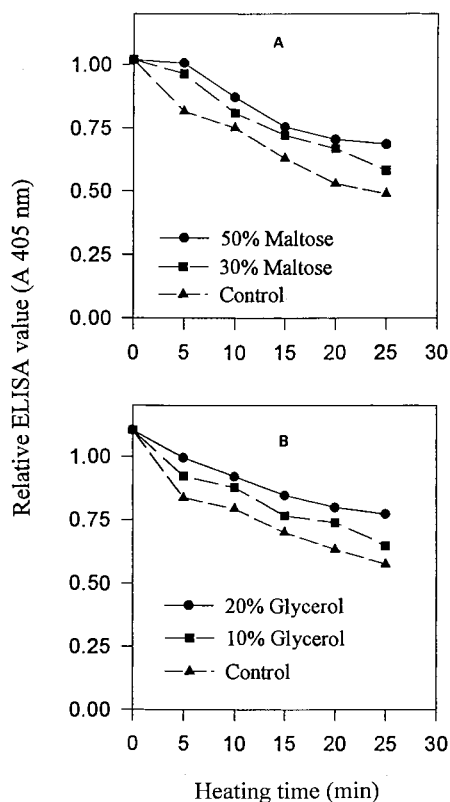 A
1.00
0.75
0.50
0.25
0.00
50% Maltose
30% Maltose
Control
0 5 10 15 20 25 30
Relative ELISA value (A 405 nm)
B
1.00
0.75
0.50
0.25
0.00
20% Glycerol
10% Glycerol
Control
0 5 10 15 20 25 30
Heating time (min)